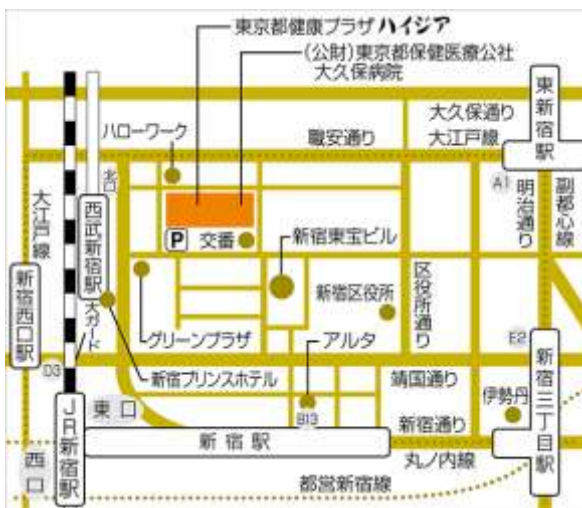 東京都健康プラザハイジア
(公財)東京都保健医療公社
大久保病院
大久保通り
東新宿駅
ハローワーク
職安通り
大江戸線
北口
A1
明治通り
副都心線
大江戸線
西武新宿駅
P
交番
新宿東宝ビル
新宿区役所
区役所通り
新宿西口駅
大ガード
グリーンプラザ
アルタ
E2
D3
新宿プリンスホテル
靖国通り
新宿三丁目駅
東口
B13
新宿通り
伊勢丹
JR新宿駅
新宿駅
丸ノ内線
西口
都営新宿線